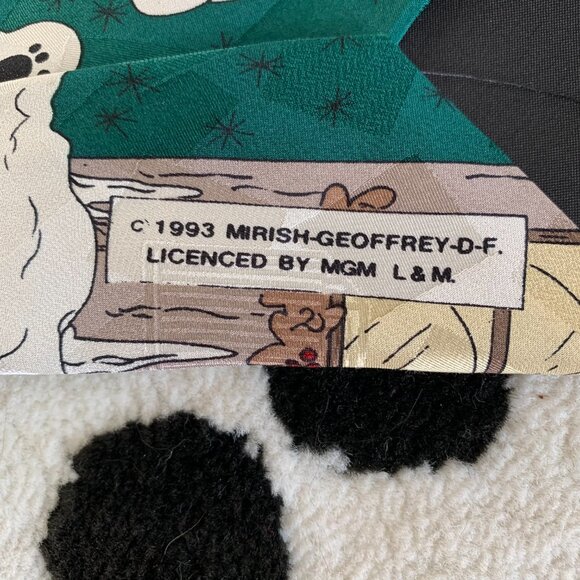 © 1993 MIRISH-GEOFFREY-D-F.
LICENCED BY MGM L & M.